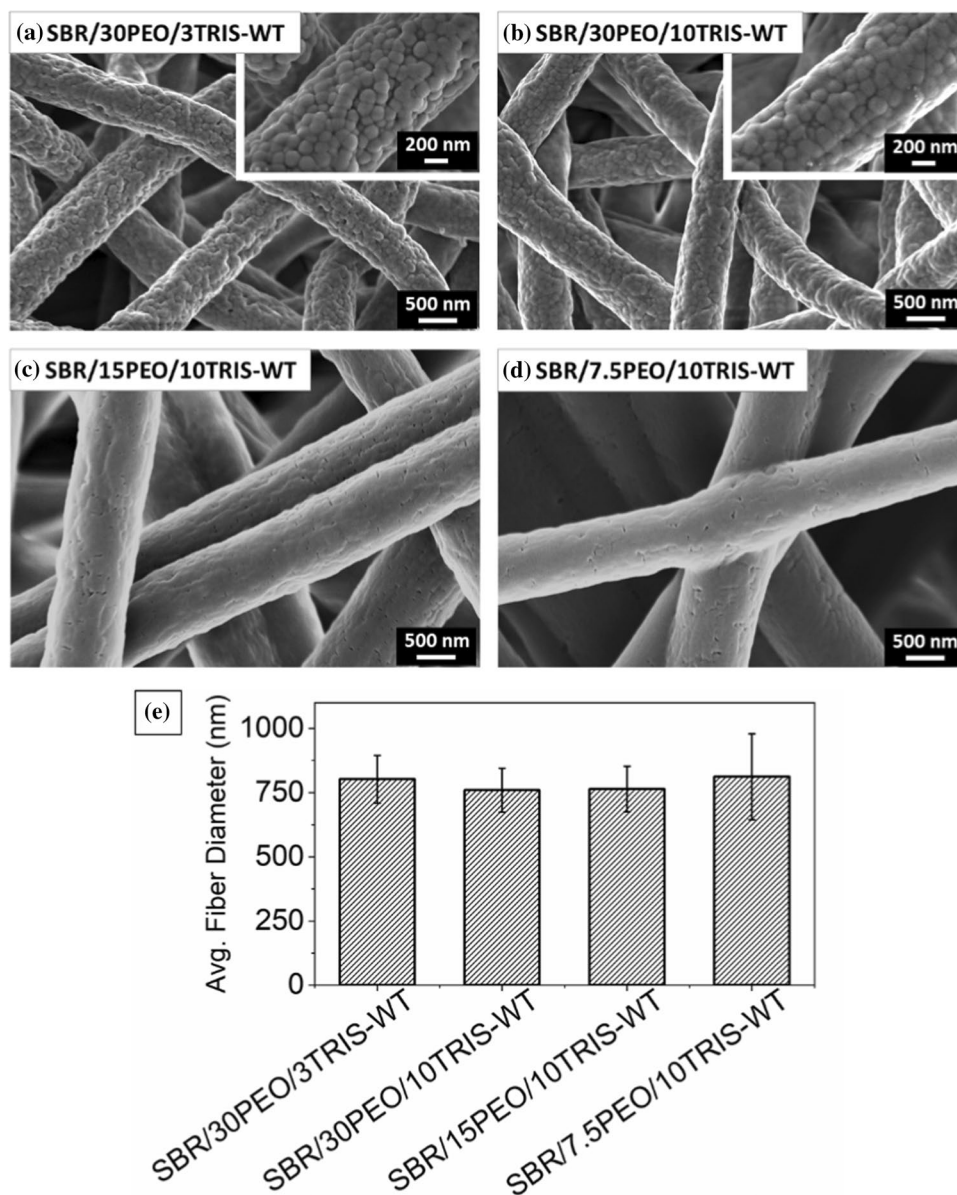 (a) SBR/30PEO/3TRIS-WT
200 nm
500 nm
(b) SBR/30PEO/10TRIS-WT
200 nm
500 nm
(c) SBR/15PEO/10TRIS-WT
500 nm
(d) SBR/7.5PEO/10TRIS-WT
500 nm
(e)
Avg. Fiber Diameter (nm)
1000
750
500
250
0
SBR/30PEO/3TRIS-WT
SBR/30PEO/10TRIS-WT
SBR/15PEO/10TRIS-WT
SBR/7.5PEO/10TRIS-WT